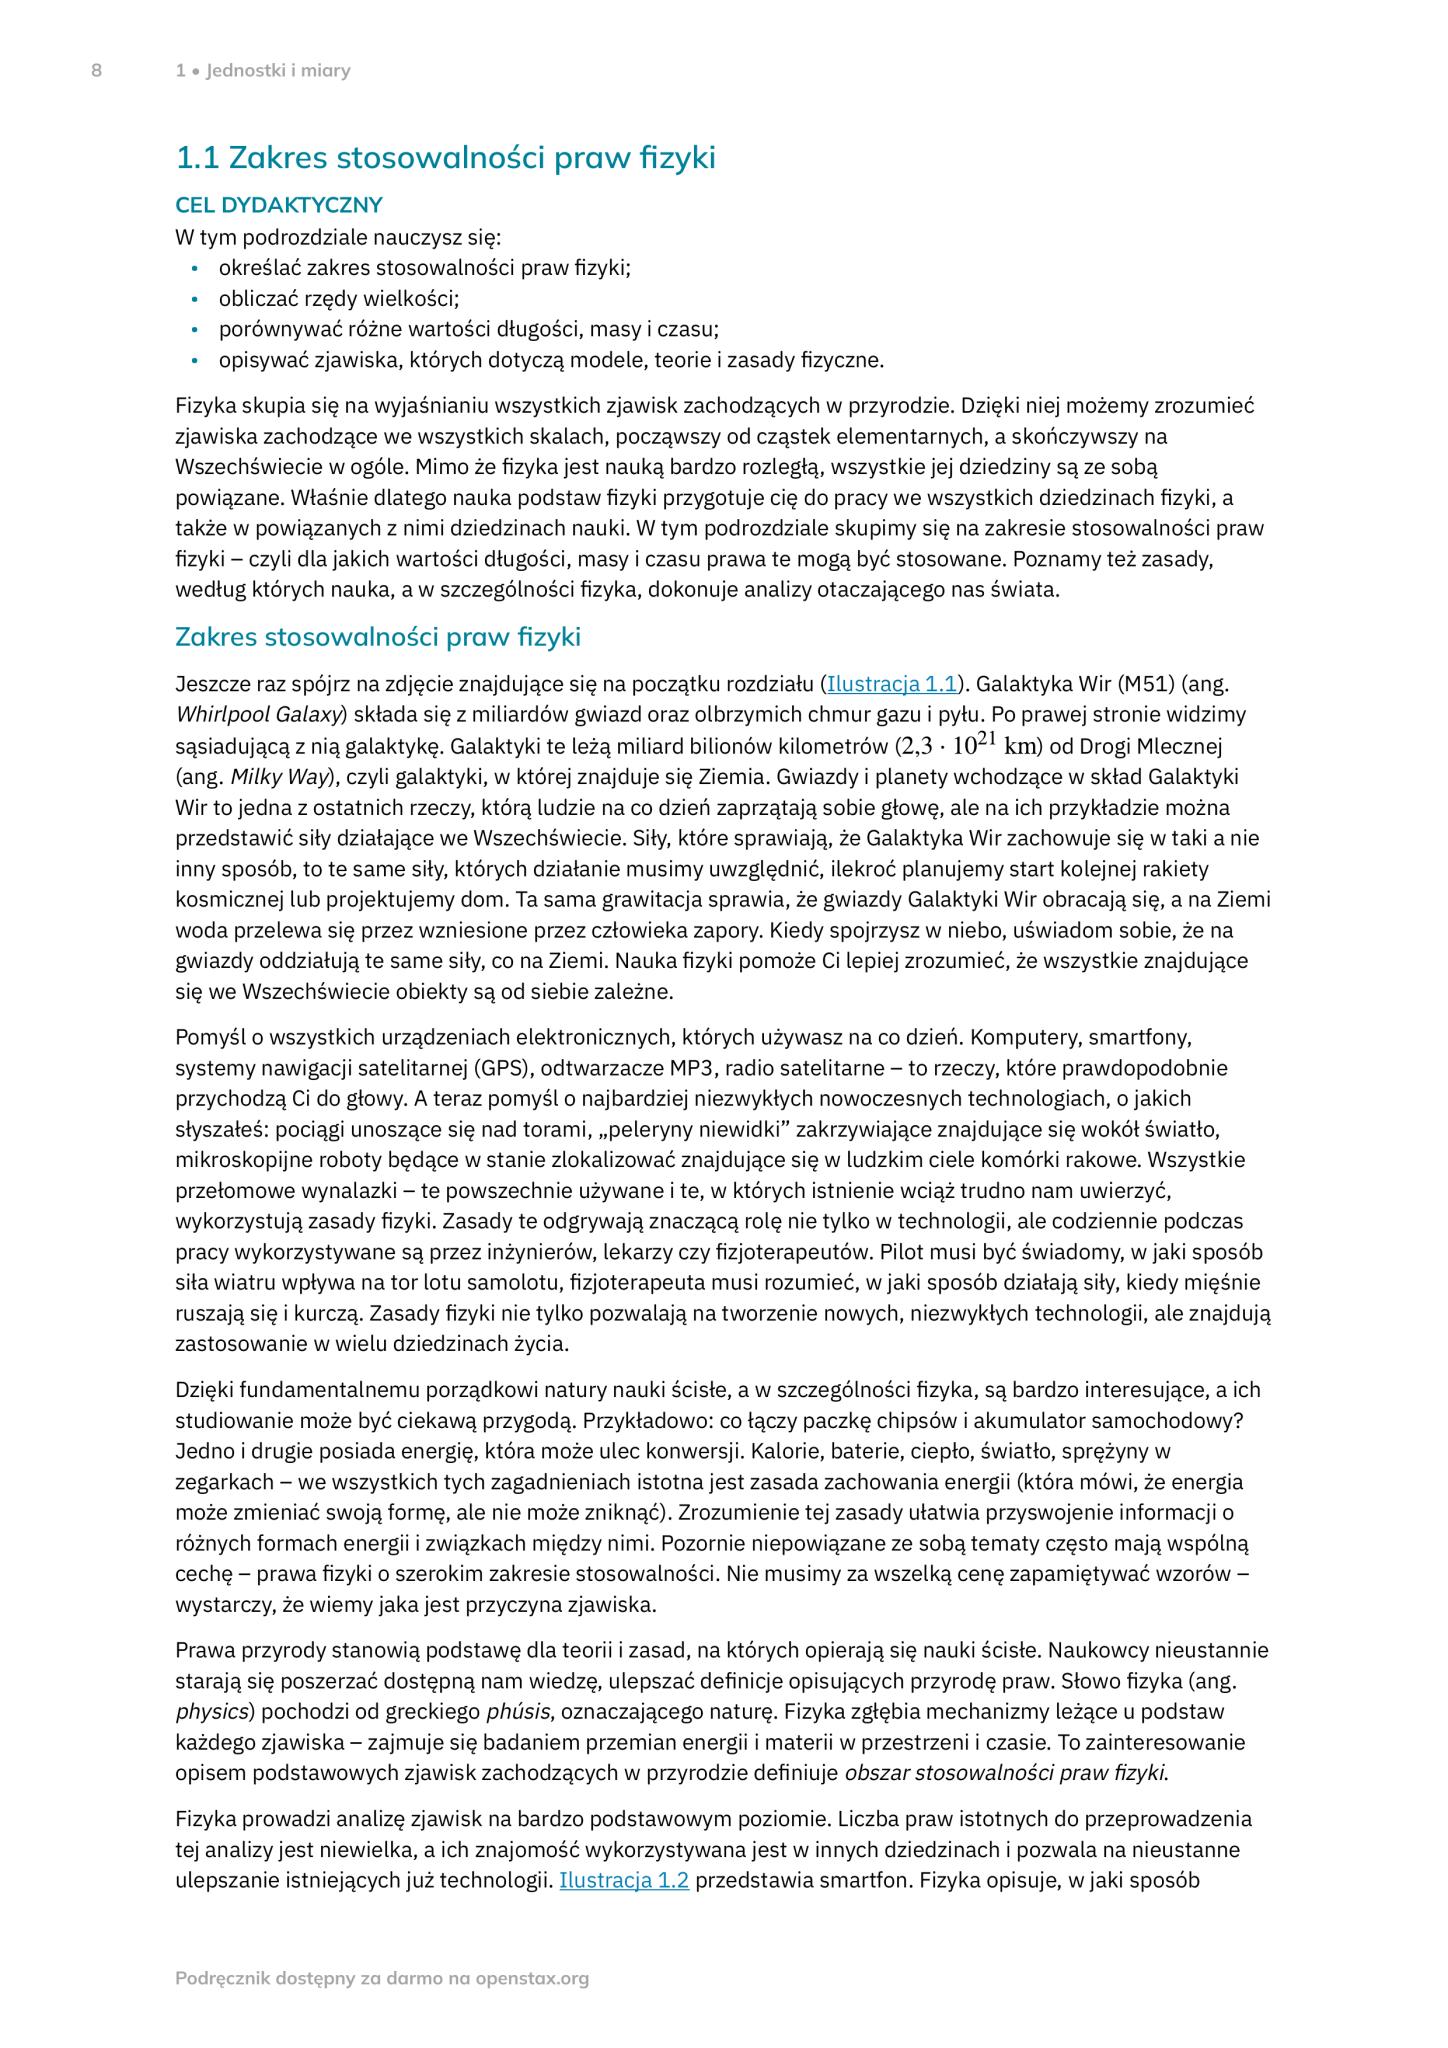 8 1 • Jednostki i miary
1.1 Zakres stosowalności praw fizyki
CEL DYDAKTYCZNY
W tym podrozdziale nauczysz się:
• określać zakres stosowalności praw fizyki;
• obliczać rzędy wielkości;
• porównywać różne wartości długości, masy i czasu;
• opisywać zjawiska, których dotyczą modele, teorie i zasady fizyczne.
Fizyka skupia się na wyjaśnianiu wszystkich zjawisk zachodzących w przyrodzie. Dzięki niej możemy zrozumieć
zjawiska zachodzące we wszystkich skalach, począwszy od cząstek elementarnych, a skończywszy na
Wszechświecie w ogóle. Mimo że fizyka jest nauką bardzo rozległą, wszystkie jej dziedziny są ze sobą
powiązane. Właśnie dlatego nauka podstaw fizyki przygotuje cię do pracy we wszystkich dziedzinach fizyki, a
także w powiązanych z nimi dziedzinach nauki. W tym podrozdziale skupimy się na zakresie stosowalności praw
fizyki – czyli dla jakich wartości długości, masy i czasu prawa te mogą być stosowane. Poznamy też zasady,
według których nauka, a w szczególności fizyka, dokonuje analizy otaczającego nas świata.
Zakres stosowalności praw fizyki
Jeszcze raz spójrz na zdjęcie znajdujące się na początku rozdziału (Ilustracja 1.1). Galaktyka Wir (M51) (ang.
Whirlpool Galaxy) składa się z miliardów gwiazd oraz olbrzymich chmur gazu i pyłu. Po prawej stronie widzimy
sąsiadującą z nią galaktykę. Galaktyki te leżą miliard bilionów kilometrów (2,3 · 10²¹ km) od Drogi Mlecznej
(ang. Milky Way), czyli galaktyki, w której znajduje się Ziemia. Gwiazdy i planety wchodzące w skład Galaktyki
Wir to jedna z ostatnich rzeczy, którą ludzie na co dzień zaprzątają sobie głowę, ale na ich przykładzie można
przedstawić siły działające we Wszechświecie. Siły, które sprawiają, że Galaktyka Wir zachowuje się w taki a nie
inny sposób, to te same siły, których działanie musimy uwzględnić, ilekroć planujemy start kolejnej rakiety
kosmicznej lub projektujemy dom. Ta sama grawitacja sprawia, że gwiazdy Galaktyki Wir obracają się, a na Ziemi
woda przelewa się przez wzniesione przez człowieka zapory. Kiedy spojrzysz w niebo, uświadom sobie, że na
gwiazdy oddziałują te same siły, co na Ziemi. Nauka fizyki pomoże Ci lepiej zrozumieć, że wszystkie znajdujące
się we Wszechświecie obiekty są od siebie zależne.
Pomyśl o wszystkich urządzeniach elektronicznych, których używasz na co dzień. Komputery, smartfony,
systemy nawigacji satelitarnej (GPS), odtwarzacze MP3, radio satelitarne – to rzeczy, które prawdopodobnie
przychodzą Ci do głowy. A teraz pomyśl o najbardziej niezwykłych nowoczesnych technologiach, o jakich
słyszałeś: pociągi unoszące się nad torami, „peleryny niewidki” zakrzywiające znajdujące się wokół światło,
mikroskopijne roboty będące w stanie zlokalizować znajdujące się w ludzkim ciele komórki rakowe. Wszystkie
przełomowe wynalazki – te powszechnie używane i te, w których istnienie wciąż trudno nam uwierzyć,
wykorzystują zasady fizyki. Zasady te odgrywają znaczącą rolę nie tylko w technologii, ale codziennie podczas
pracy wykorzystywane są przez inżynierów, lekarzy czy fizjoterapeutów. Pilot musi być świadomy, w jaki sposób
siła wiatru wpływa na tor lotu samolotu, fizjoterapeuta musi rozumieć, w jaki sposób działają siły, kiedy mięśnie
ruszają się i kurczą. Zasady fizyki nie tylko pozwalają na tworzenie nowych, niezwykłych technologii, ale znajdują
zastosowanie w wielu dziedzinach życia.
Dzięki fundamentalnemu porządkowi natury nauki ścisłe, a w szczególności fizyka, są bardzo interesujące, a ich
studiowanie może być ciekawą przygodą. Przykładowo: co łączy paczkę chipsów i akumulator samochodowy?
Jedno i drugie posiada energię, która może ulec konwersji. Kalorie, baterie, ciepło, światło, sprężyny w
zegarkach – we wszystkich tych zagadnieniach istotna jest zasada zachowania energii (która mówi, że energia
może zmieniać swoją formę, ale nie może zniknąć). Zrozumienie tej zasady ułatwia przyswojenie informacji o
różnych formach energii i związkach między nimi. Pozornie niepowiązane ze sobą tematy często mają wspólną
cechę – prawa fizyki o szerokim zakresie stosowalności. Nie musimy za wszelką cenę zapamiętywać wzorów –
wystarczy, że wiemy jaka jest przyczyna zjawiska.
Prawa przyrody stanowią podstawę dla teorii i zasad, na których opierają się nauki ścisłe. Naukowcy nieustannie
starają się poszerzać dostępną nam wiedzę, ulepszać definicje opisujących przyrodę praw. Słowo fizyka (ang.
physics) pochodzi od greckiego phúsis, oznaczającego naturę. Fizyka zgłębia mechanizmy leżące u podstaw
każdego zjawiska – zajmuje się badaniem przemian energii i materii w przestrzeni i czasie. To zainteresowanie
opisem podstawowych zjawisk zachodzących w przyrodzie definiuje obszar stosowalności praw fizyki.
Fizyka prowadzi analizę zjawisk na bardzo podstawowym poziomie. Liczba praw istotnych do przeprowadzenia
tej analizy jest niewielka, a ich znajomość wykorzystywana jest w innych dziedzinach i pozwala na nieustanne
ulepszanie istniejących już technologii. Ilustracja 1.2 przedstawia smartfon. Fizyka opisuje, w jaki sposób
Podręcznik dostępny za darmo na openstax.org